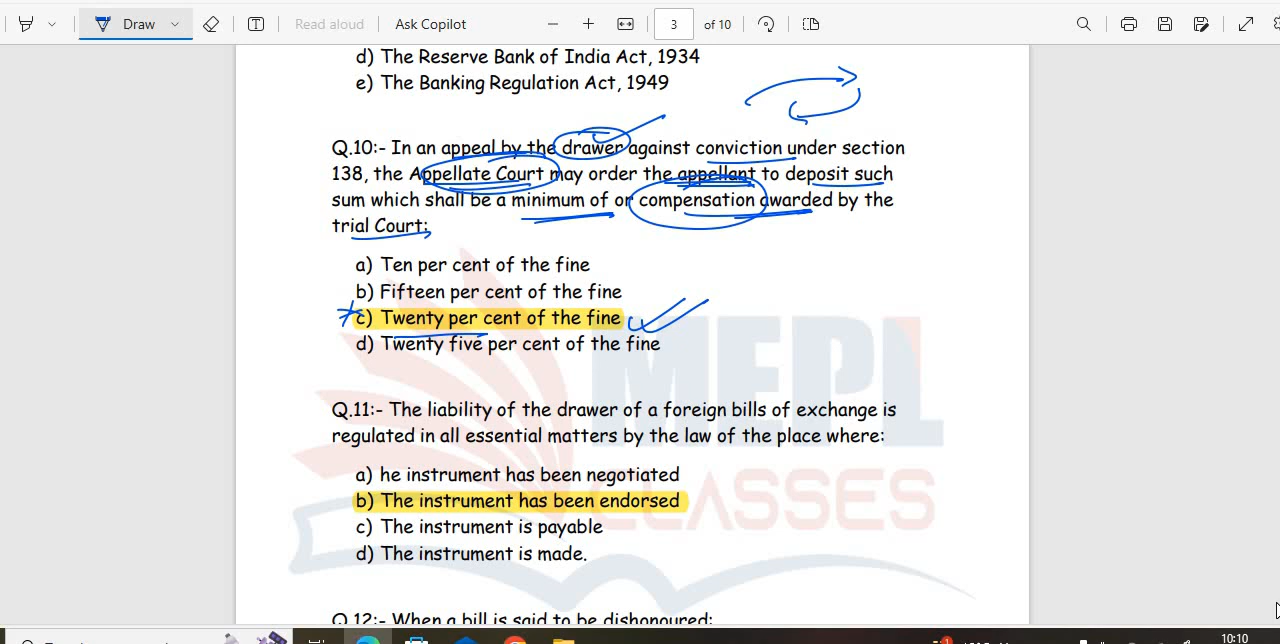 Draw
Read aloud
Ask Copilot
3 of 10
d) The Reserve Bank of India Act, 1934
e) The Banking Regulation Act, 1949
Q.10:- In an appeal by the drawer against conviction under section
138, the Appellate Court may order the appellant to deposit such
sum which shall be a minimum of or compensation awarded by the
trial Court:
a) Ten per cent of the fine
b) Fifteen per cent of the fine
c) Twenty per cent of the fine
d) Twenty five per cent of the fine
Q.11:- The liability of the drawer of a foreign bills of exchange is
regulated in all essential matters by the law of the place where:
a) he instrument has been negotiated
b) The instrument has been endorsed
c) The instrument is payable
d) The instrument is made.
MEPL
CLASSES
Q.12:- When a bill is said to be dishonoured:
10:10